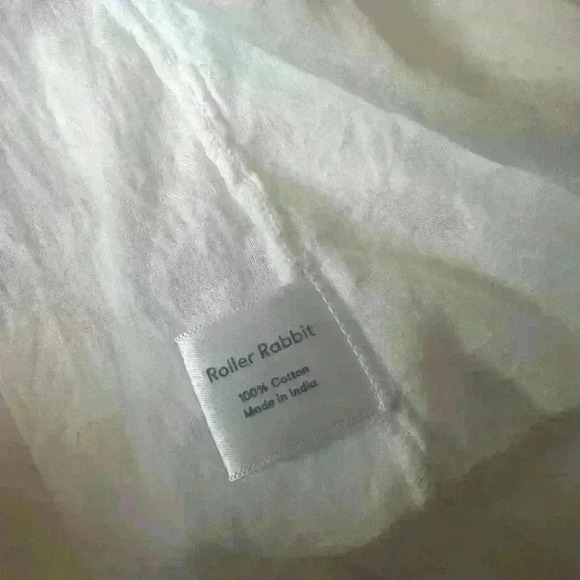 Roller Rabbit
100% Cotton
Made in India